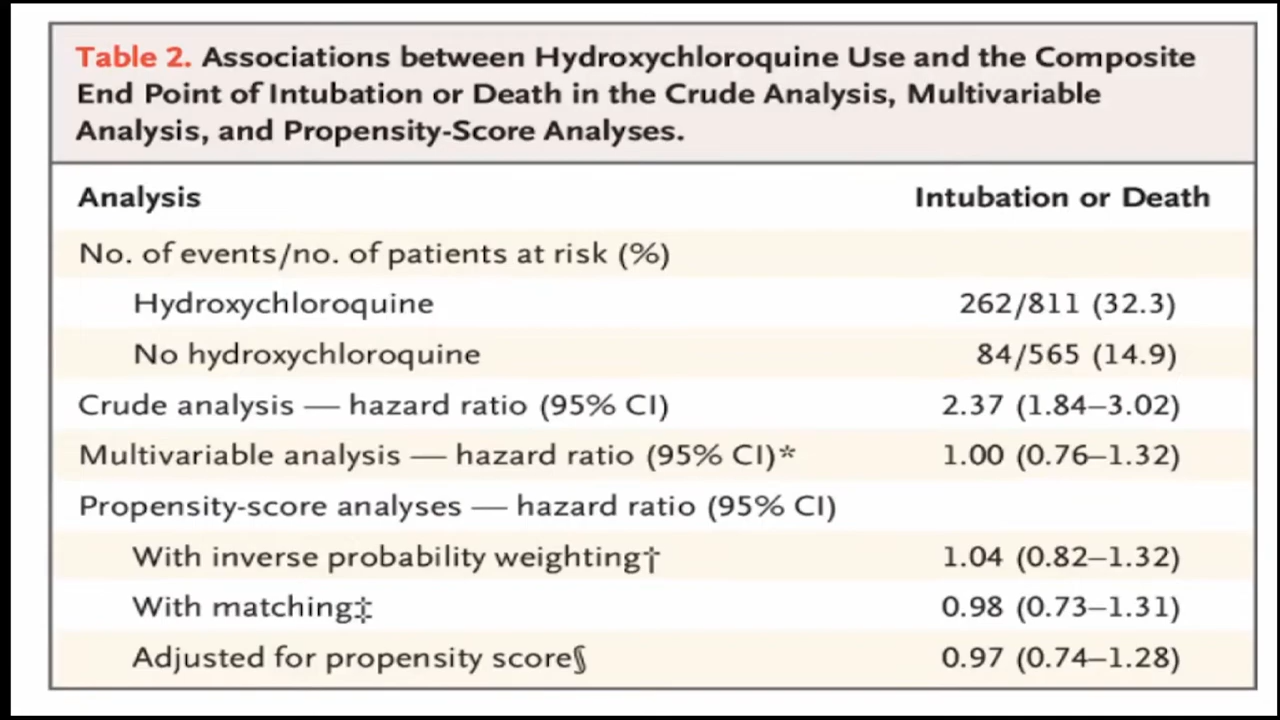 Table 2. Associations between Hydroxychloroquine Use and the Composite
End Point of Intubation or Death in the Crude Analysis, Multivariable
Analysis, and Propensity-Score Analyses.
Analysis Intubation or Death
No. of events/no. of patients at risk (%)
Hydroxychloroquine 262/811 (32.3)
No hydroxychloroquine 84/565 (14.9)
Crude analysis — hazard ratio (95% CI) 2.37 (1.84–3.02)
Multivariable analysis — hazard ratio (95% CI)* 1.00 (0.76–1.32)
Propensity-score analyses — hazard ratio (95% CI)
With inverse probability weighting† 1.04 (0.82–1.32)
With matching‡ 0.98 (0.73–1.31)
Adjusted for propensity score§ 0.97 (0.74–1.28)